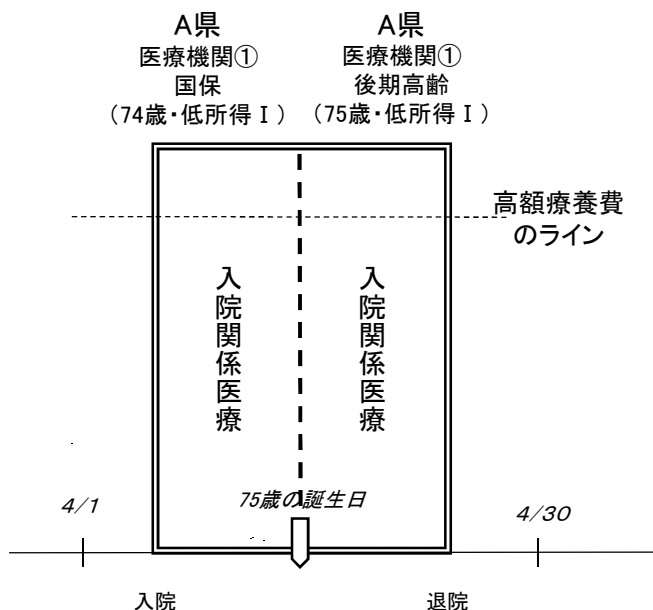 A県
医療機関①
国保
（74歳・低所得Ⅰ）
A県
医療機関①
後期高齢
（75歳・低所得Ⅰ）
高額療養費
のライン
入院関係医療
入院関係医療
4/1
75歳の誕生日
4/30
入院
退院